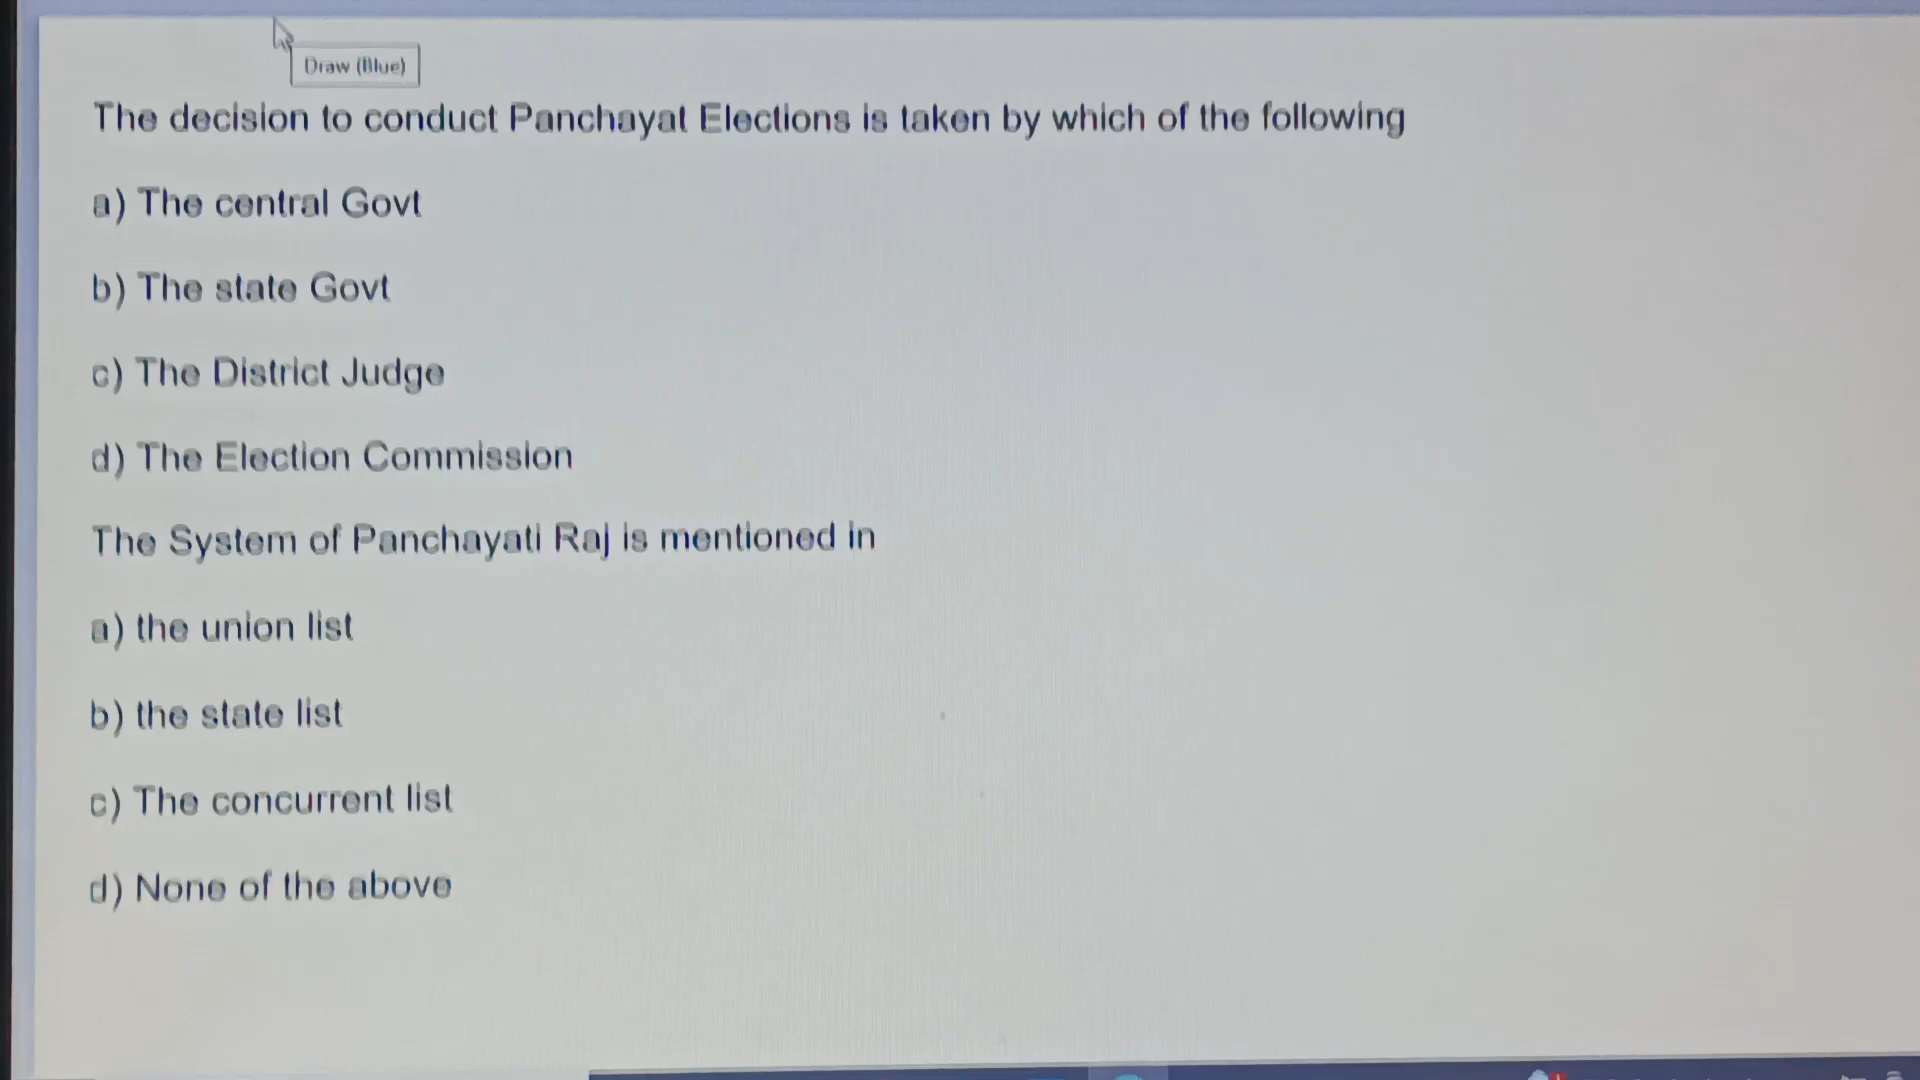 Draw (Blue)
The decision to conduct Panchayat Elections is taken by which of the following
a) The central Govt
b) The state Govt
c) The District Judge
d) The Election Commission
The System of Panchayati Raj is mentioned in
a) the union list
b) the state list
c) The concurrent list
d) None of the above